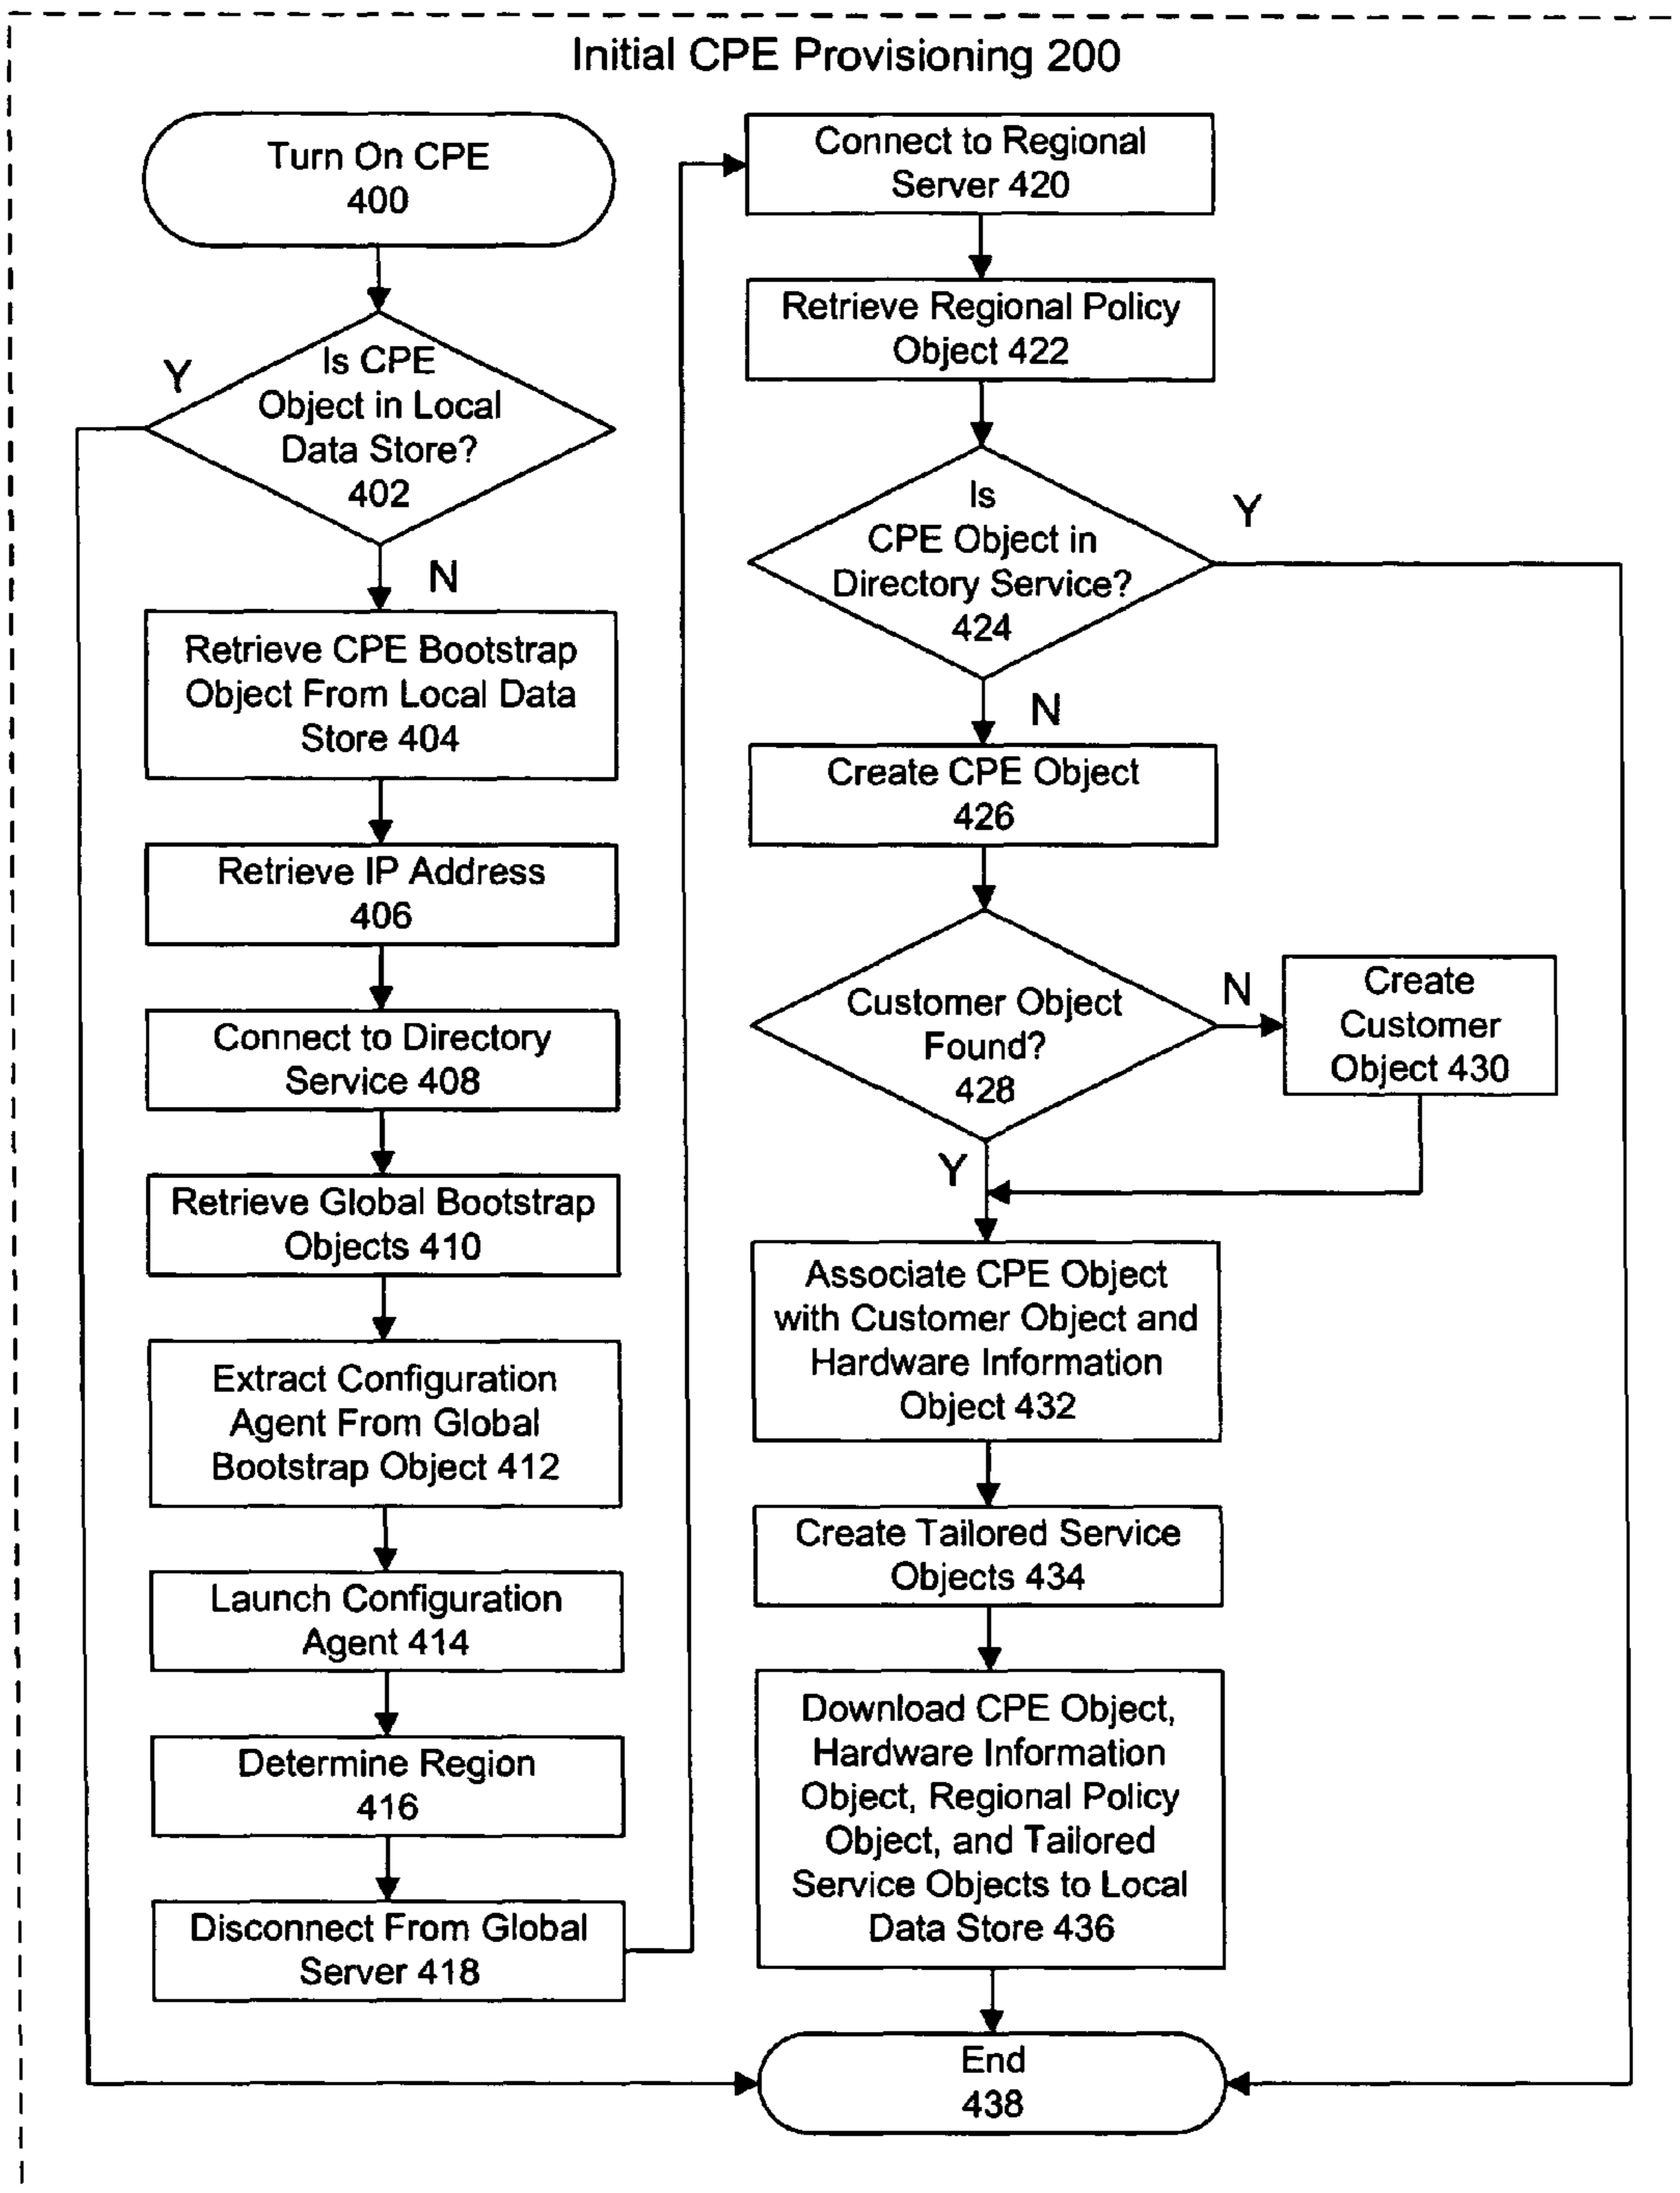 Initial CPE Provisioning 200
Turn On CPE
400
Y
Is CPE
Object in Local
Data Store?
402
N
Retrieve CPE Bootstrap
Object From Local Data
Store 404
Retrieve IP Address
406
Connect to Directory
Service 408
Retrieve Global Bootstrap
Objects 410
Extract Configuration
Agent From Global
Bootstrap Object 412
Launch Configuration
Agent 414
Determine Region
416
Disconnect From Global
Server 418
Connect to Regional
Server 420
Retrieve Regional Policy
Object 422
Is
CPE Object in
Directory Service?
424
Y
N
Create CPE Object
426
Customer Object
Found?
428
N
Create
Customer
Object 430
Y
Associate CPE Object
with Customer Object and
Hardware Information
Object 432
Create Tailored Service
Objects 434
Download CPE Object,
Hardware Information
Object, Regional Policy
Object, and Tailored
Service Objects to Local
Data Store 436
End
438